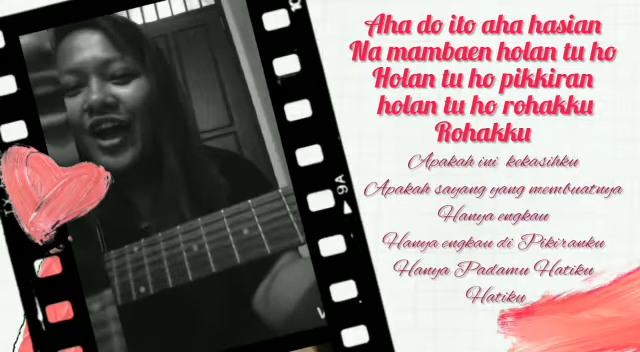 Aha do ito aha hasian
Na mambaen holan tu ho
Holan tu ho pikkiran
holan tu ho rohakku
Rohakku
Apakah ini kekasihku
Apakah sayang yang membuatnya
Hanya engkau
Hanya engkau di Pikiranku
Hanya Padamu Hatiku
Hatiku
9A